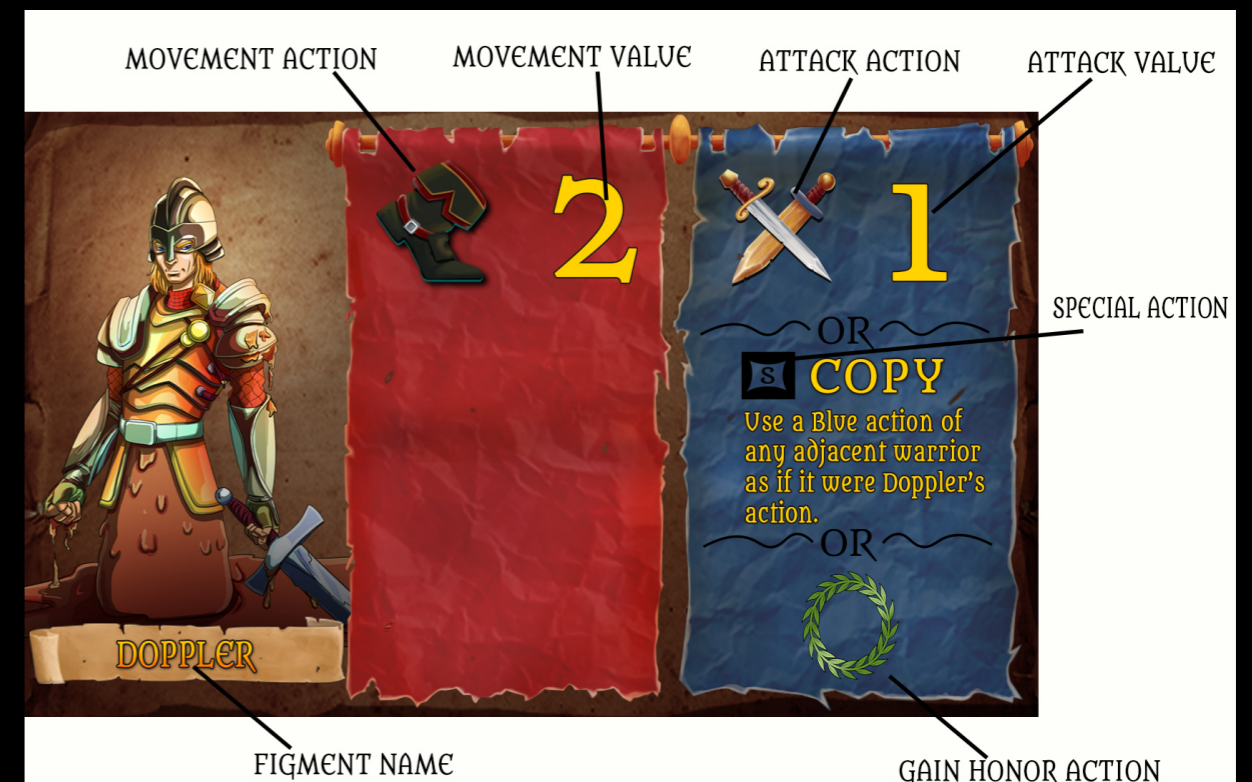 MOVEMENT ACTION
MOVEMENT VALUE
ATTACK ACTION
ATTACK VALUE
2
1
SPECIAL ACTION
OR
S COPY
Use a Blue action of
any adjacent warrior
as if it were Doppler's
action.
OR
DOPPLER
FIGMENT NAME
GAIN HONOR ACTION